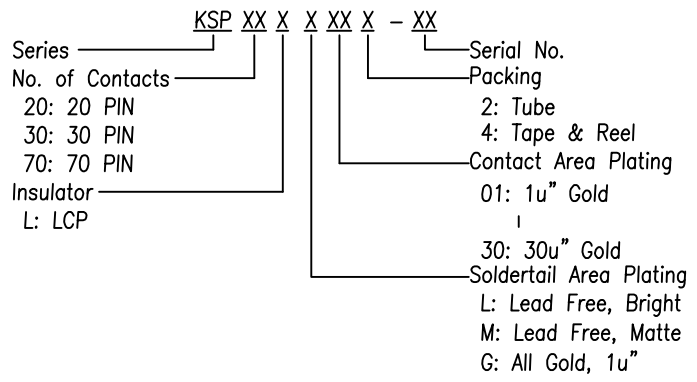 KSP XX X X XX X - XX
Series
No. of Contacts
20: 20 PIN
30: 30 PIN
70: 70 PIN
Insulator
L: LCP
Serial No.
Packing
2: Tube
4: Tape & Reel
Contact Area Plating
01: 1u" Gold
30: 30u" Gold
Soldertail Area Plating
L: Lead Free, Bright
M: Lead Free, Matte
G: All Gold, 1u"